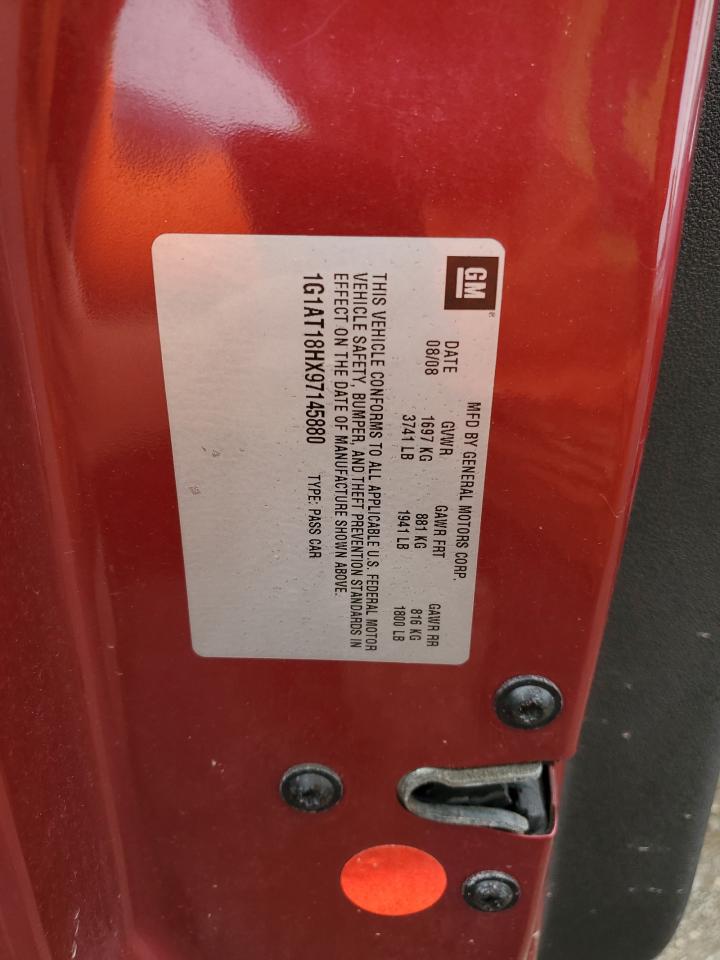 GM ®
MFD BY GENERAL MOTORS CORP.
DATE GVWR GAWR FRT GAWR RR
08/08 1697 KG 881 KG 816 KG
3741 LB 1941 LB 1800 LB
THIS VEHICLE CONFORMS TO ALL APPLICABLE U.S. FEDERAL MOTOR
VEHICLE SAFETY, BUMPER, AND THEFT PREVENTION STANDARDS IN
EFFECT ON THE DATE OF MANUFACTURE SHOWN ABOVE.
1G1AT18HX97145880 TYPE: PASS CAR